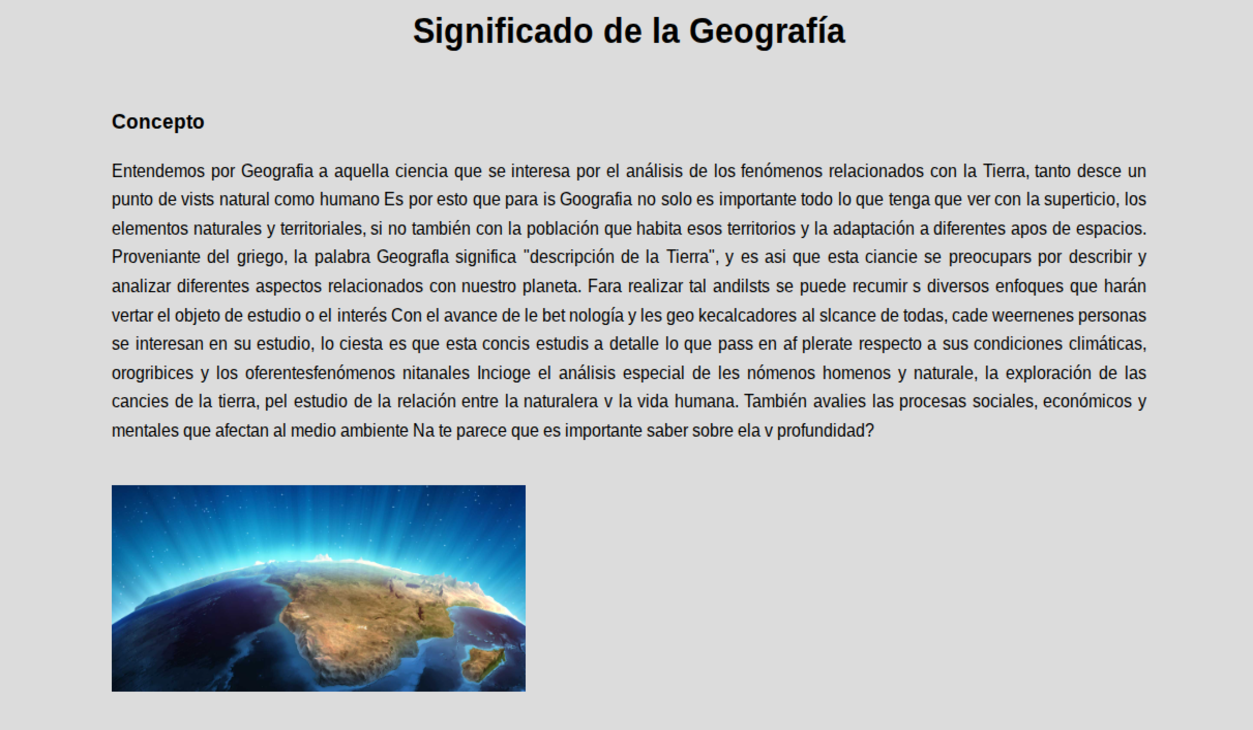 Significado de la Geografía
Concepto
Entendemos por Geografia a aquella ciencia que se interesa por el análisis de los fenómenos relacionados con la Tierra, tanto desce un
punto de vists natural como humano Es por esto que para is Goografia no solo es importante todo lo que tenga que ver con la superticio, los
elementos naturales y territoriales, si no también con la población que habita esos territorios y la adaptación a diferentes apos de espacios.
Proveniante del griego, la palabra Geografla significa "descripción de la Tierra", y es asi que esta ciancie se preocupars por describir y
analizar diferentes aspectos relacionados con nuestro planeta. Fara realizar tal andilsts se puede recumir s diversos enfoques que harán
vertar el objeto de estudio o el interés Con el avance de le bet nología y les geo kecalcadores al slcance de todas, cade weernenes personas
se interesan en su estudio, lo ciesta es que esta concis estudis a detalle lo que pass en af plerate respecto a sus condiciones climáticas,
orogribices y los oferentesfenómenos nitanales Incioge el análisis especial de les nómenos homenos y naturale, la exploración de las
cancies de la tierra, pel estudio de la relación entre la naturalera v la vida humana. También avalies las procesas sociales, económicos y
mentales que afectan al medio ambiente Na te parece que es importante saber sobre ela v profundidad?